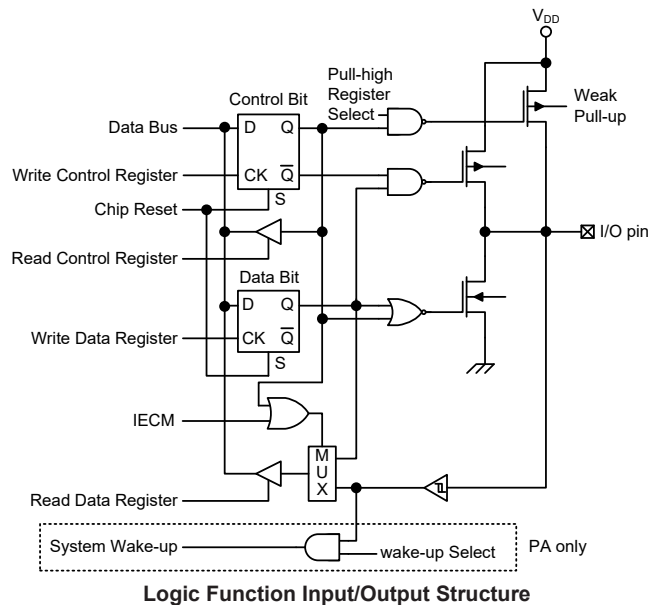 V_DD
Pull-high
Register
Select
Control Bit
Weak
Pull-up
Data Bus
D
Q
Write Control Register
CK
Q̅
S
Chip Reset
I/O pin
Read Control Register
Data Bit
D
Q
Write Data Register
CK
Q̅
S
IECM
M
U
X
Read Data Register
System Wake-up
wake-up Select
PA only
Logic Function Input/Output Structure